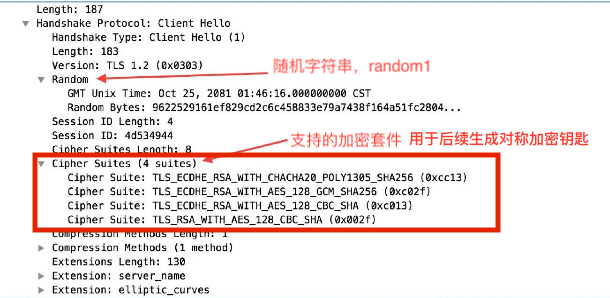 Length: 187
Handshake Protocol: Client Hello
Handshake Type: Client Hello (1)
Length: 183
Version: TLS 1.2 (0x0303)
Random
随机字符串，random1
GMT Unix Time: Oct 25, 2081 01:46:16.000000000 CST
Random Bytes: 9622529161ef829cd2c6c458833e79a7438f164a51fc2804...
Session ID Length: 4
Session ID: 4d534944
支持的加密套件 用于后续生成对称加密钥匙
Cipher Suites Length: 8
Cipher Suites (4 suites)
Cipher Suite: TLS_ECDHE_RSA_WITH_CHACHA20_POLY1305_SHA256 (0xcc13)
Cipher Suite: TLS_ECDHE_RSA_WITH_AES_128_GCM_SHA256 (0xc02f)
Cipher Suite: TLS_ECDHE_RSA_WITH_AES_128_CBC_SHA (0xc013)
Cipher Suite: TLS_RSA_WITH_AES_128_CBC_SHA (0x002f)
Compression Methods Length: 1
Compression Methods (1 method)
Extensions Length: 130
Extension: server_name
Extension: elliptic_curves